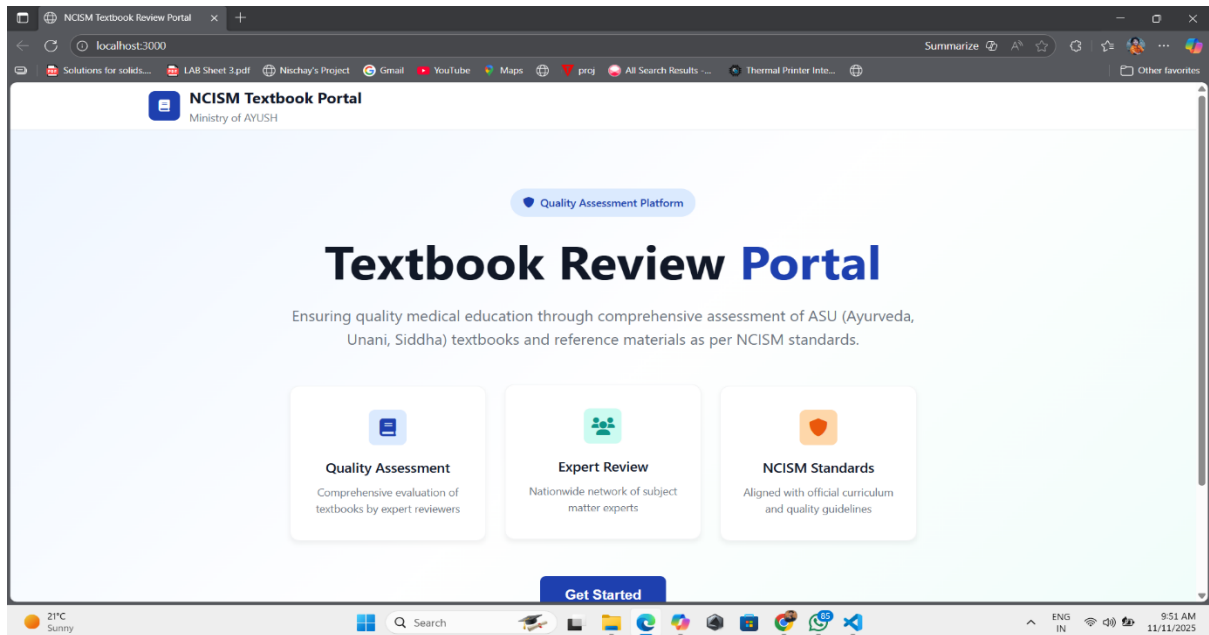 NCISM Textbook Review Portal
localhost:3000
Summarize
Solutions for solids.... LAB Sheet 3.pdf Nischay's Project Gmail YouTube Maps proj All Search Results -... Thermal Printer Inte... Other favorites
NCISM Textbook Portal
Ministry of AYUSH
Quality Assessment Platform
Textbook Review Portal
Ensuring quality medical education through comprehensive assessment of ASU (Ayurveda,
Unani, Siddha) textbooks and reference materials as per NCISM standards.
Quality Assessment
Comprehensive evaluation of
textbooks by expert reviewers
Expert Review
Nationwide network of subject
matter experts
NCISM Standards
Aligned with official curriculum
and quality guidelines
Get Started
21°C
Sunny
Search
85
ENG
IN
9:51 AM
11/11/2025